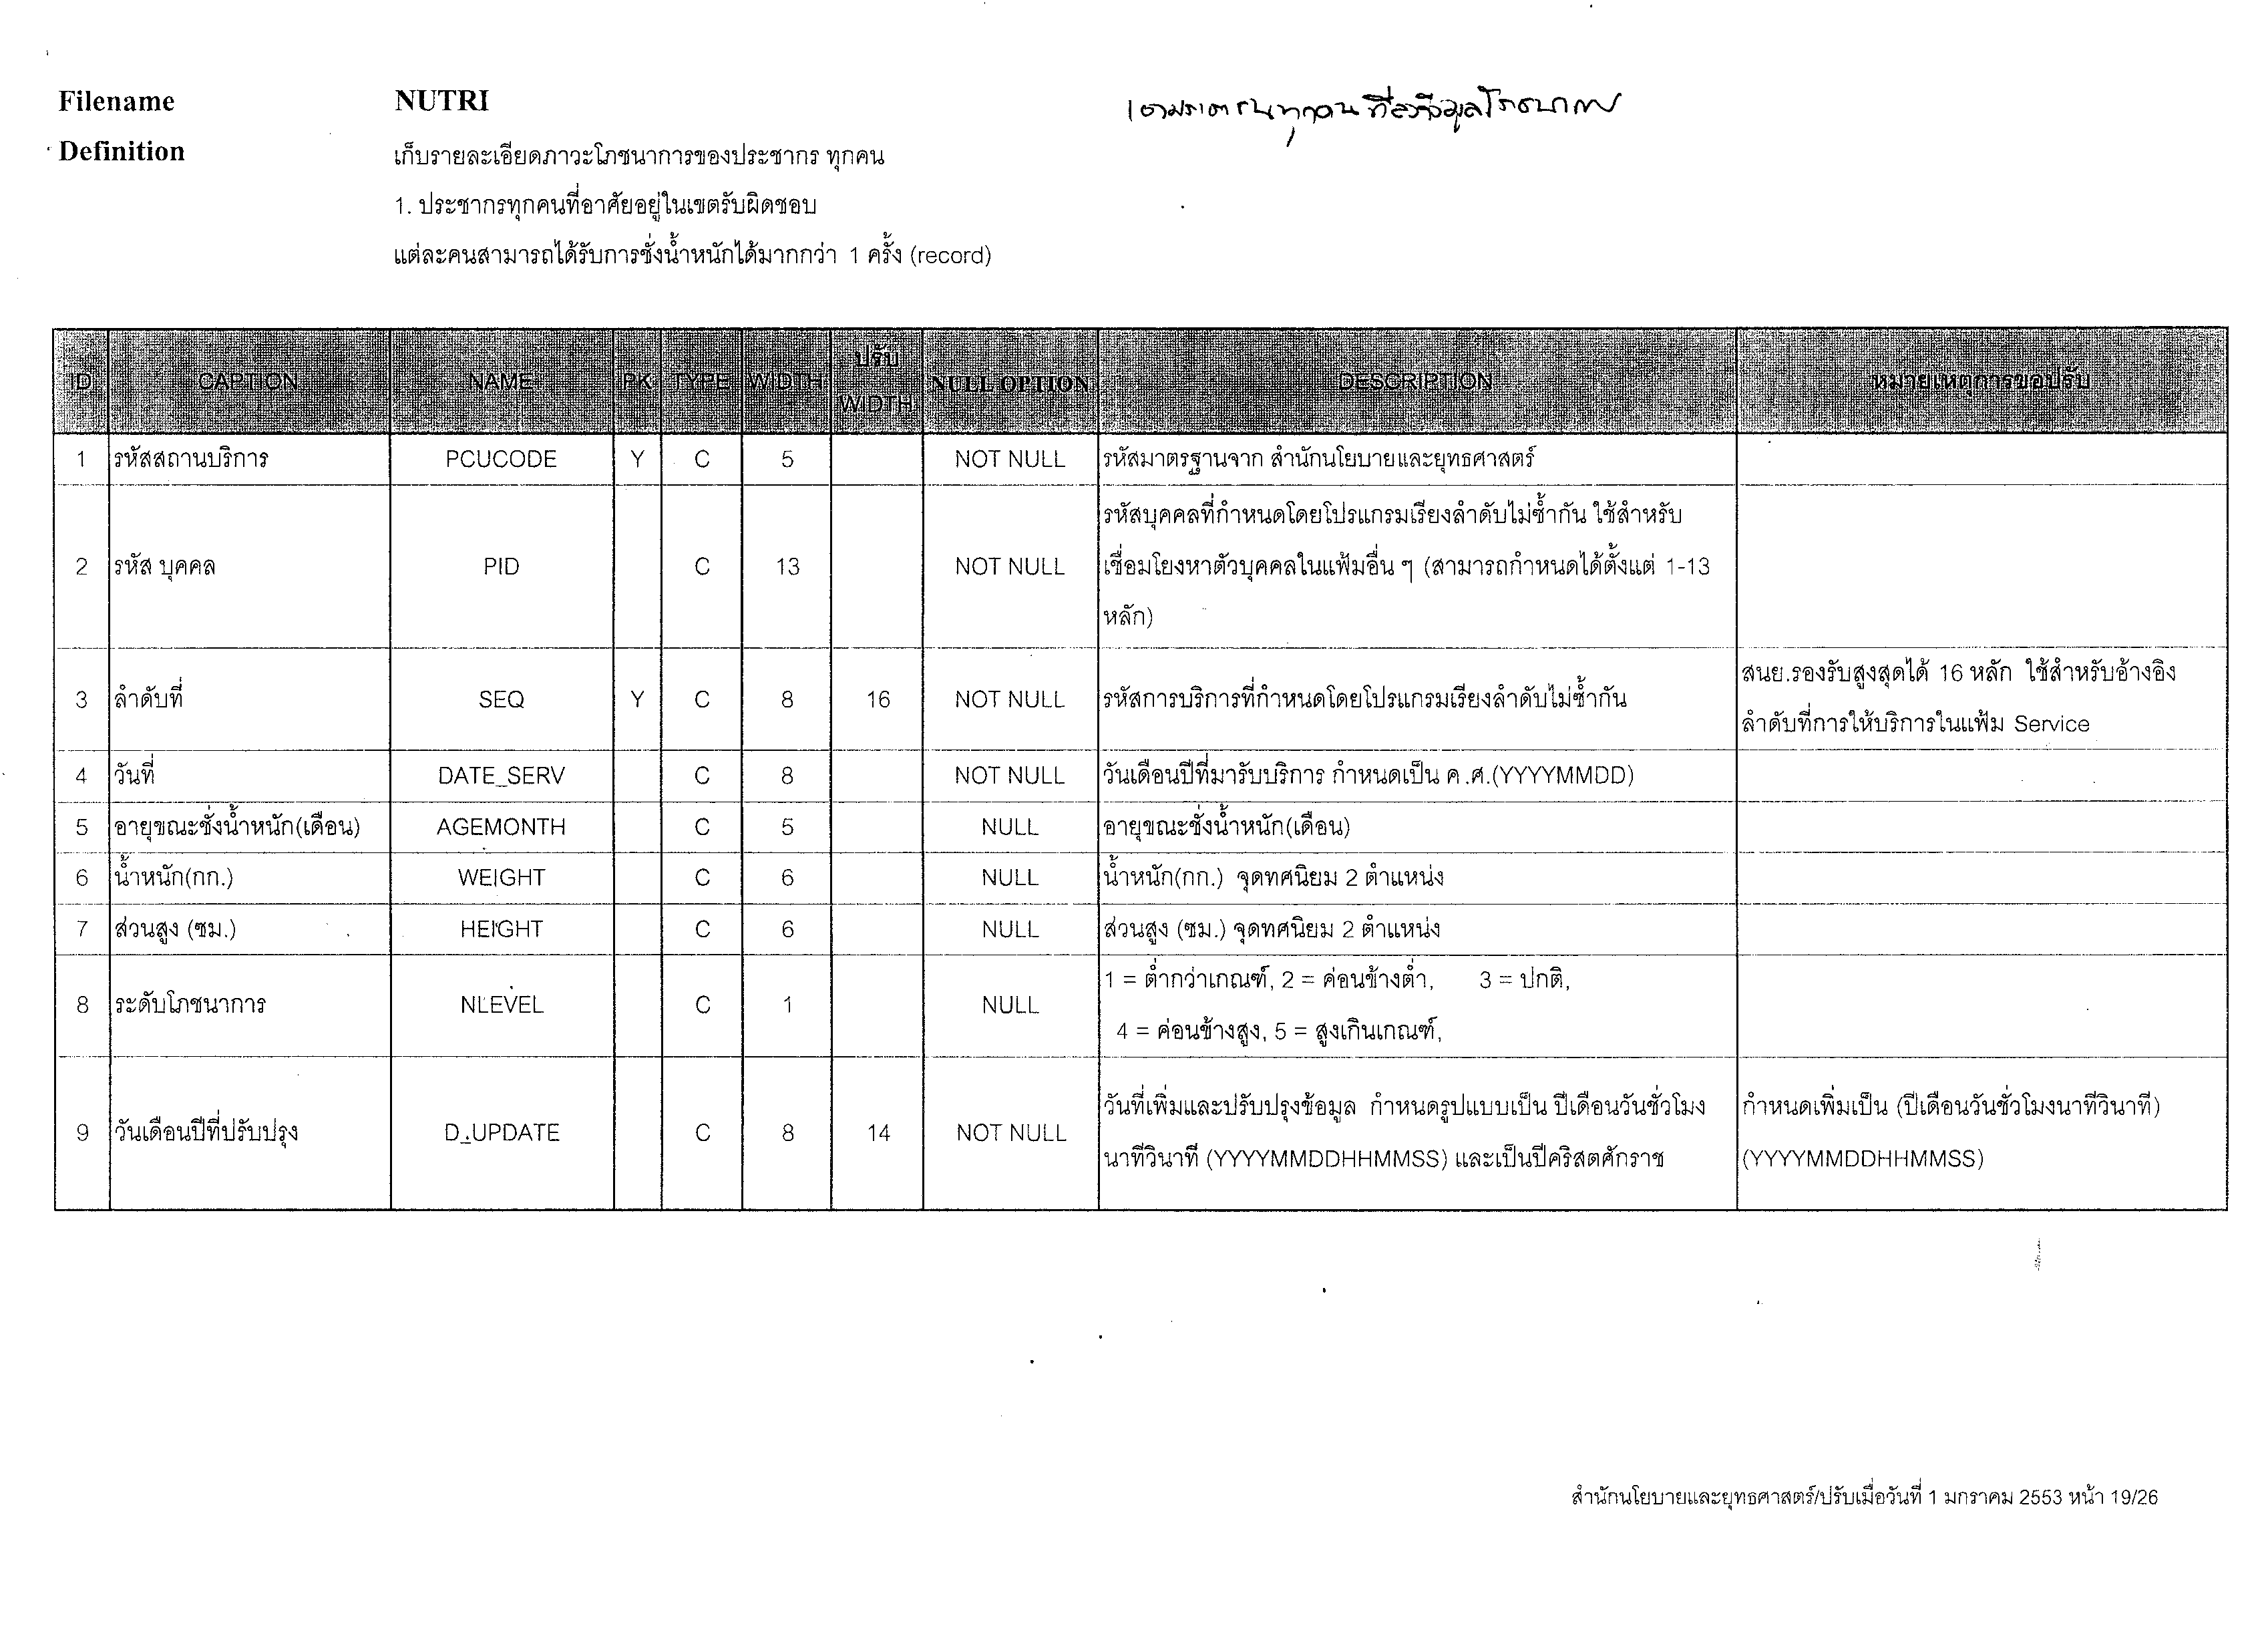 Filename NUTRI
Definition เก็บรายละเอียดภาวะโภชนาการของประชากร ทุกคน
1. ประชากรทุกคนที่อาศัยอยู่ในเขตรับผิดชอบ
แต่ละคนสามารถได้รับการชั่งน้ำหนักได้มากกว่า 1 ครั้ง (record)
ID CAPTION NAME PK TYPE WIDTH ปรับ WIDTH NULL OPTION DESCRIPTION หมายเหตุการขอปรับ
1 รหัสสถานบริการ PCUCODE Y C 5 NOT NULL รหัสมาตรฐานจาก สำนักนโยบายและยุทธศาสตร์
รหัสบุคคลที่กำหนดโดยโปรแกรมเรียงลำดับไม่ซ้ำกัน ใช้สำหรับ
2 รหัส บุคคล PID C 13 NOT NULL เชื่อมโยงหาตัวบุคคลในแฟ้มอื่น ๆ (สามารถกำหนดได้ตั้งแต่ 1-13
หลัก)
สนย.รองรับสูงสุดได้ 16 หลัก ใช้สำหรับอ้างอิง
3 ลำดับที่ SEQ Y C 8 16 NOT NULL รหัสการบริการที่กำหนดโดยโปรแกรมเรียงลำดับไม่ซ้ำกัน
ลำดับที่การให้บริการในแฟ้ม Service
4 วันที่ DATE_SERV C 8 NOT NULL วันเดือนปีที่มารับบริการ กำหนดเป็น ค.ศ.(YYYYMMDD)
5 อายุขณะชั่งน้ำหนัก(เดือน) AGEMONTH C 5 NULL อายุขณะชั่งน้ำหนัก(เดือน)
6 น้ำหนัก(กก.) WEIGHT C 6 NULL น้ำหนัก(กก.) จุดทศนิยม 2 ตำแหน่ง
7 ส่วนสูง (ซม.) HEIGHT C 6 NULL ส่วนสูง (ซม.) จุดทศนิยม 2 ตำแหน่ง
1 = ต่ำกว่าเกณฑ์, 2 = ค่อนข้างต่ำ, 3 = ปกติ,
8 ระดับโภชนาการ NLEVEL C 1 NULL
4 = ค่อนข้างสูง, 5 = สูงเกินเกณฑ์,
วันที่เพิ่มและปรับปรุงข้อมูล กำหนดรูปแบบเป็น ปีเดือนวันชั่วโมง กำหนดเพิ่มเป็น (ปีเดือนวันชั่วโมงนาทีวินาที)
9 วันเดือนปีที่ปรับปรุง D_UPDATE C 8 14 NOT NULL
นาทีวินาที (YYYYMMDDHHMMSS) และเป็นปีคริสตศักราช (YYYYMMDDHHMMSS)
สำนักนโยบายและยุทธศาสตร์/ปรับเมื่อวันที่ 1 มกราคม 2553 หน้า 19/26